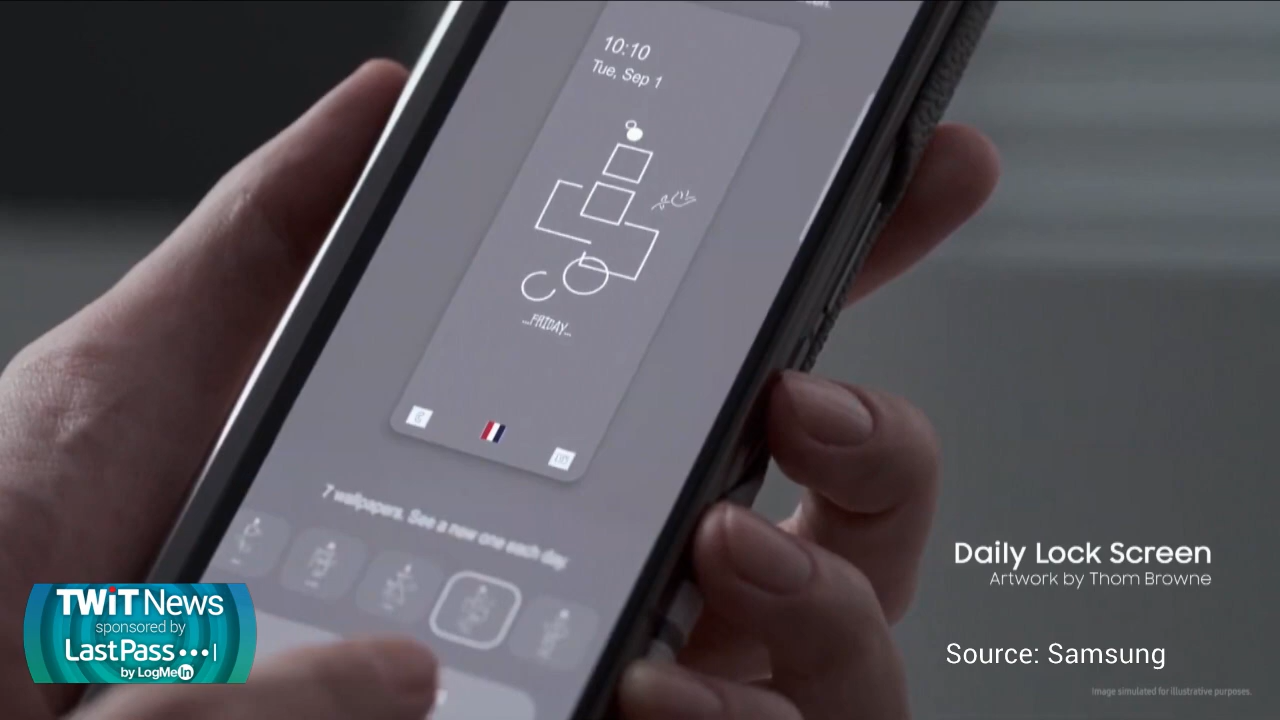 10:10
Tue, Sep 1
...FRIDAY...
7 wallpapers. See a new one each day.
Daily Lock Screen
Artwork by Thom Browne
TWiT News
sponsored by
LastPass •••|
by LogMeIn
Source: Samsung
Image simulated for illustrative purposes.